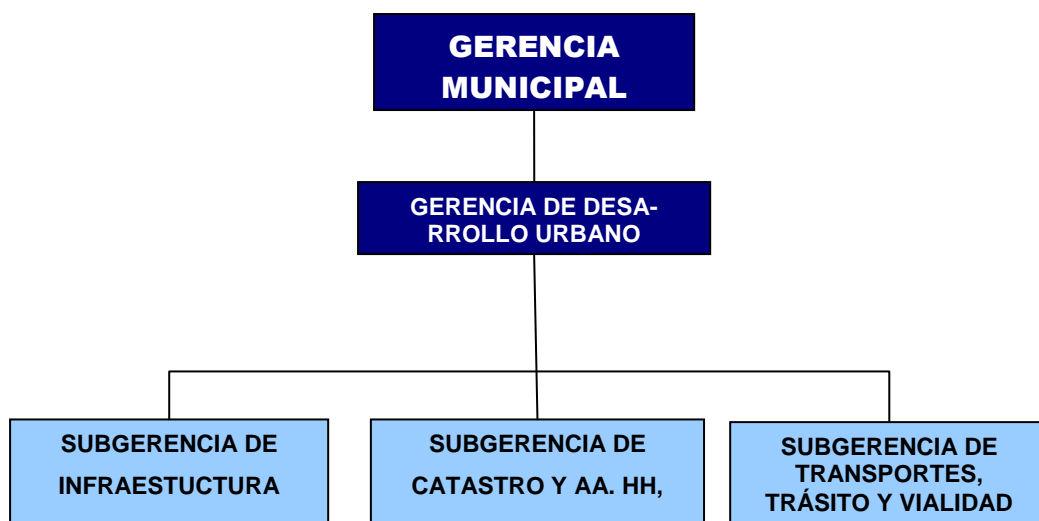 GERENCIA
MUNICIPAL
GERENCIA DE DESA-
RROLLO URBANO
SUBGERENCIA DE
INFRAESTUCTURA
SUBGERENCIA DE
CATASTRO Y AA. HH,
SUBGERENCIA DE
TRANSPORTES,
TRÁSITO Y VIALIDAD